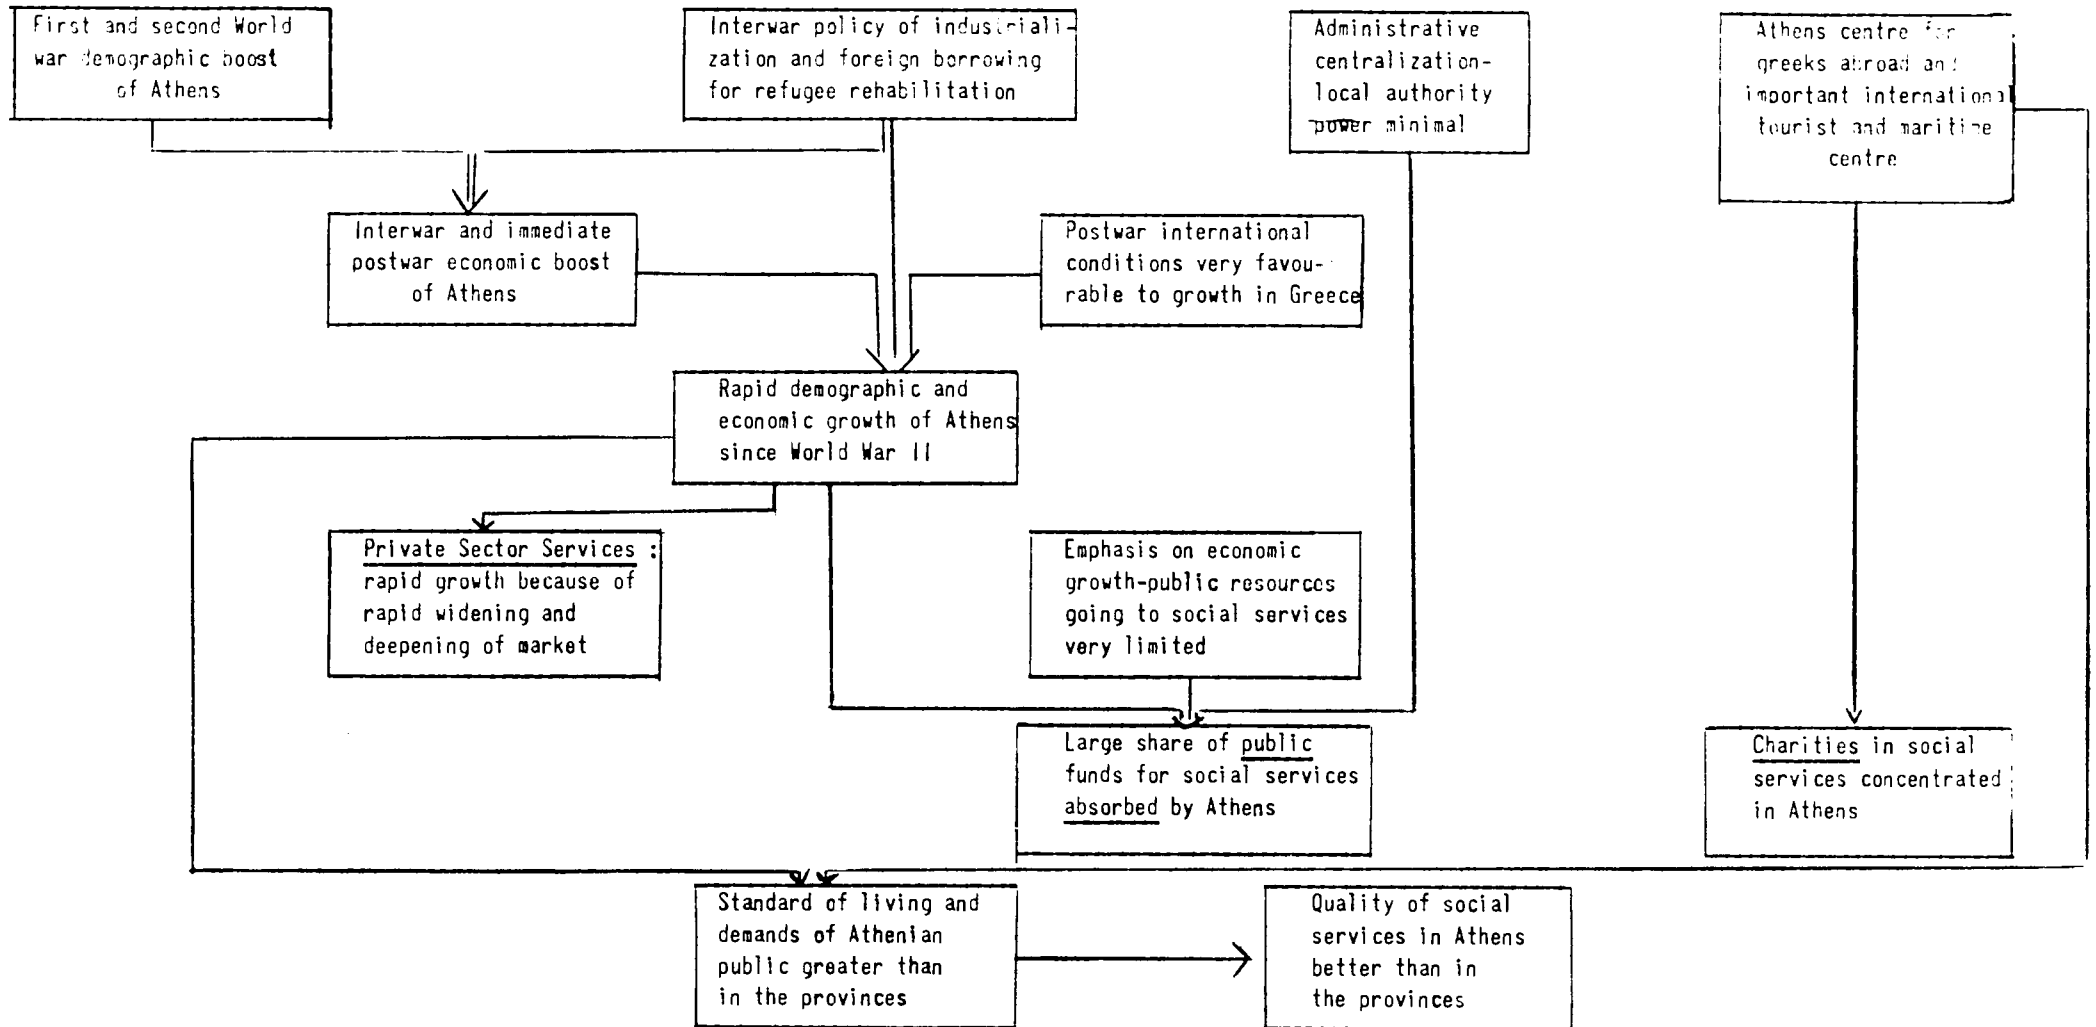 First and second World
war demographic boost
of Athens
Interwar policy of industriali-
zation and foreign borrowing
for refugee rehabilitation
Administrative
centralization-
local authority
power minimal
Athens centre for
greeks abroad and
important international
tourist and maritime
centre
Interwar and immediate
postwar economic boost
of Athens
Postwar international
conditions very favou-
rable to growth in Greece
Rapid demographic and
economic growth of Athens
since World War II
Private Sector Services :
rapid growth because of
rapid widening and
deepening of market
Emphasis on economic
growth-public resources
going to social services
very limited
Large share of public
funds for social services
absorbed by Athens
Charities in social
services concentrated
in Athens
Standard of living and
demands of Athenian
public greater than
in the provinces
Quality of social
services in Athens
better than in
the provinces